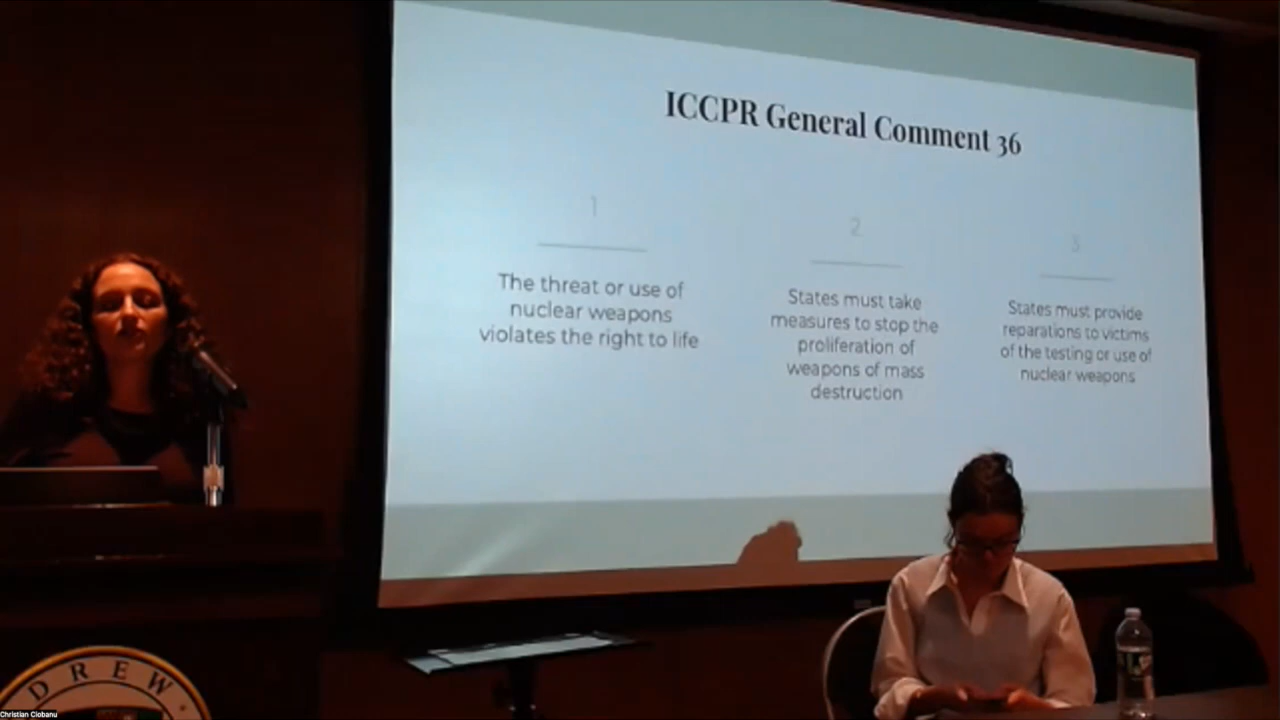 ICCPR General Comment 36
1
The threat or use of
nuclear weapons
violates the right to life
2
States must take
measures to stop the
proliferation of
weapons of mass
destruction
3
States must provide
reparations to victims
of the testing or use of
nuclear weapons
DREW
Christian Ciobanu